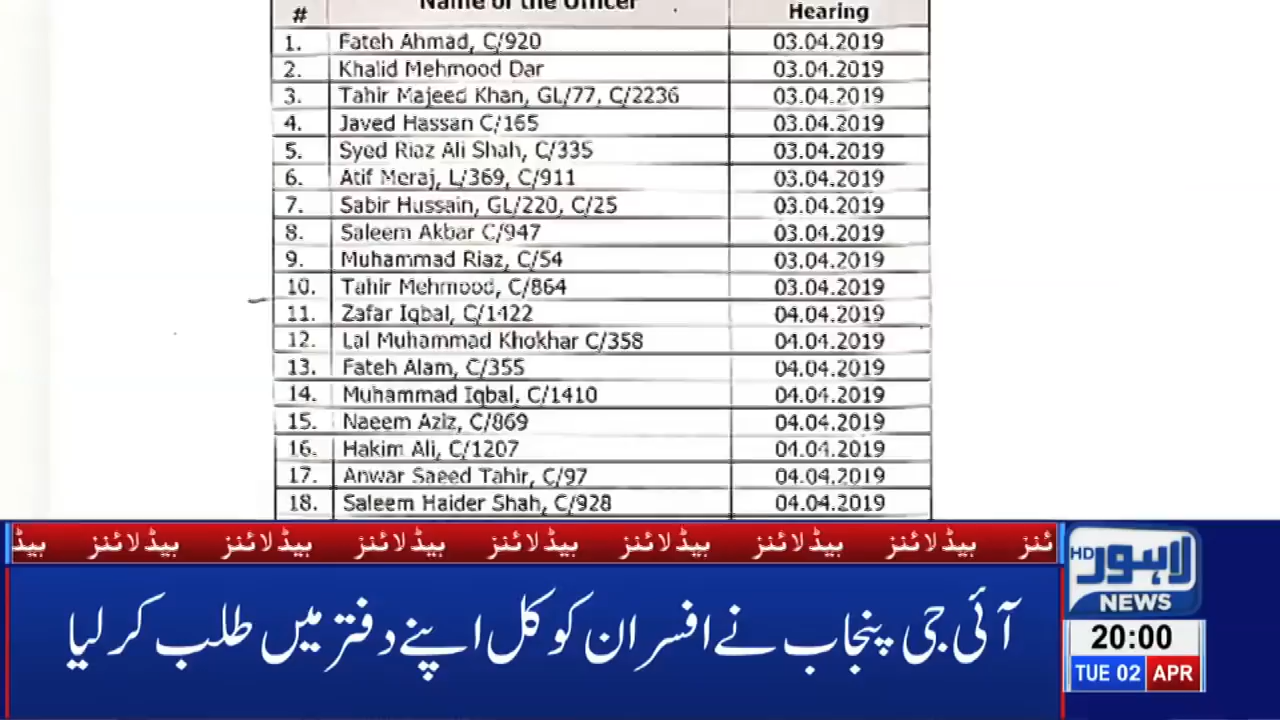 # Name of the Officer Hearing
1. Fateh Ahmad, C/920 03.04.2019
2. Khalid Mehmood Dar 03.04.2019
3. Tahir Majeed Khan, GL/77, C/2236 03.04.2019
4. Javed Hassan C/165 03.04.2019
5. Syed Riaz Ali Shah, C/335 03.04.2019
6. Atif Meraj, L/369, C/911 03.04.2019
7. Sabir Hussain, GL/220, C/25 03.04.2019
8. Saleem Akbar C/947 03.04.2019
9. Muhammad Riaz, C/54 03.04.2019
10. Tahir Mehmood, C/864 03.04.2019
11. Zafar Iqbal, C/1422 04.04.2019
12. Lal Muhammad Khokhar C/358 04.04.2019
13. Fateh Alam, C/355 04.04.2019
14. Muhammad Iqbal, C/1410 04.04.2019
15. Naeem Aziz, C/869 04.04.2019
16. Hakim Ali, C/1207 04.04.2019
17. Anwar Saeed Tahir, C/97 04.04.2019
18. Saleem Haider Shah, C/928 04.04.2019
ئنز ہیڈلائنز ہیڈلائنز ہیڈلائنز ہیڈلائنز ہیڈلائنز ہیڈلائنز ہیڈلائنز ہیڈ
آئی جی پنجاب نے افسران کو کل اپنے دفتر میں طلب کر لیا
لاہور HD
NEWS
20:00
TUE 02 APR